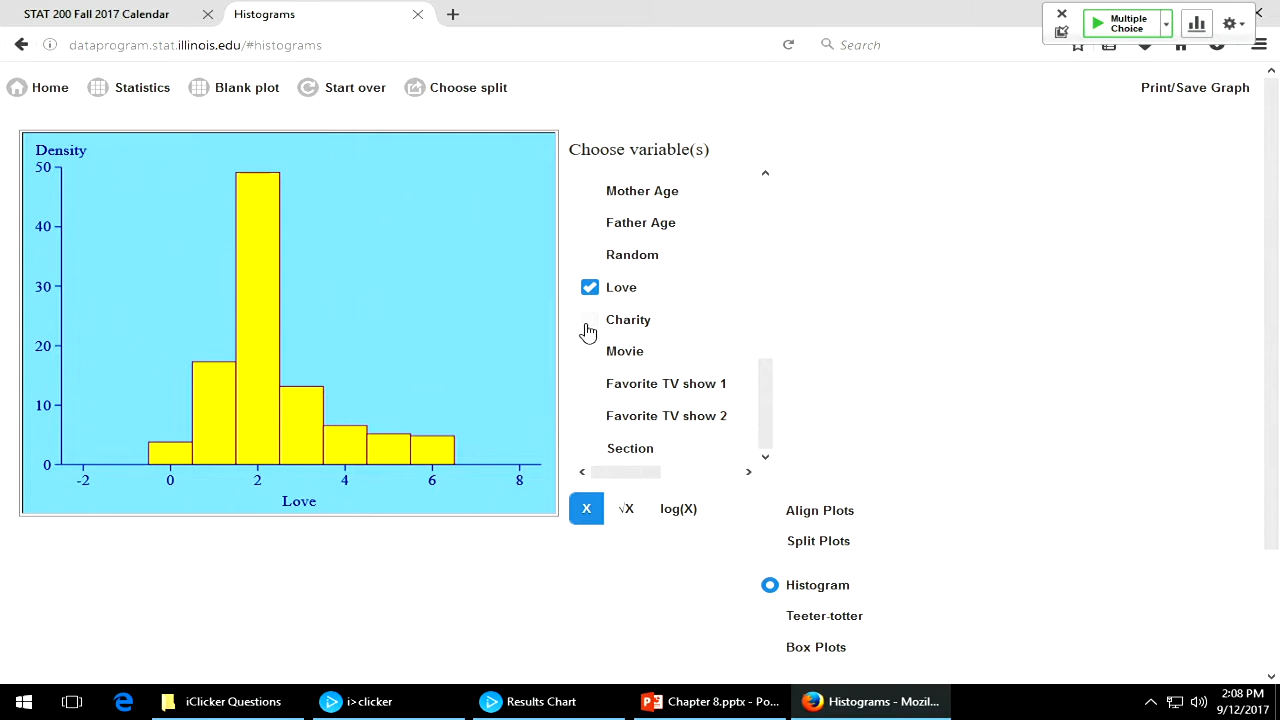 STAT 200 Fall 2017 Calendar
Histograms
Multiple
Choice
dataprogram.stat.illinois.edu/#histograms
Search
Home
Statistics
Blank plot
Start over
Choose split
Print/Save Graph
Density
50
40
30
20
10
0
-2
0
2
4
6
8
Love
Choose variable(s)
Mother Age
Father Age
Random
Love
Charity
Movie
Favorite TV show 1
Favorite TV show 2
Section
X
√X
log(X)
Align Plots
Split Plots
Histogram
Teeter-totter
Box Plots
iClicker Questions
i>clicker
Results Chart
Chapter 8.pptx - Po...
Histograms - Mozil...
2:08 PM
9/12/2017